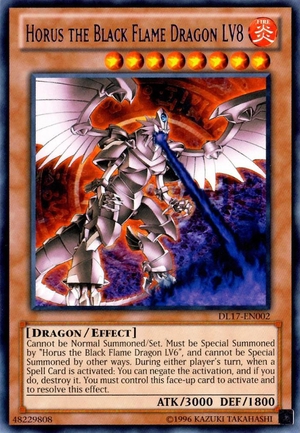 HORUS THE BLACK FLAME DRAGON LV8
FIRE
炎
DL17-EN002
[DRAGON / EFFECT]
Cannot be Normal Summoned/Set. Must be Special Summoned
by "Horus the Black Flame Dragon LV6", and cannot be Special
Summoned by other ways. During either player's turn, when a
Spell Card is activated: You can negate the activation, and if you
do, destroy it. You must control this face-up card to activate and
to resolve this effect.
ATK/3000 DEF/1800
48229808
©1996 KAZUKI TAKAHASHI